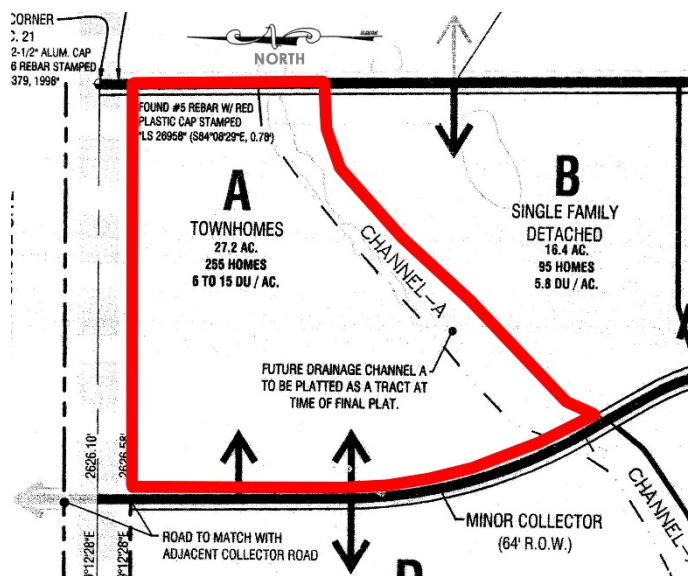 CORNER
C. 21
2-1/2" ALUM. CAP
6 REBAR STAMPED
379, 1998"
NORTH
FOUND #5 REBAR W/ RED
PLASTIC CAP STAMPED
"LS 26958" (S84°08'29"E, 0.78')
A
TOWNHOMES
27.2 AC.
255 HOMES
6 TO 15 DU / AC.
B
SINGLE FAMILY
DETACHED
16.4 AC.
95 HOMES
5.8 DU / AC.
CHANNEL-A
FUTURE DRAINAGE CHANNEL A
TO BE PLATTED AS A TRACT AT
TIME OF FINAL PLAT.
2626.10'
2626.58'
ROAD TO MATCH WITH
ADJACENT COLLECTOR ROAD
MINOR COLLECTOR
(64' R.O.W.)
CHANNEL-A
°12'28"E
°12'28"E